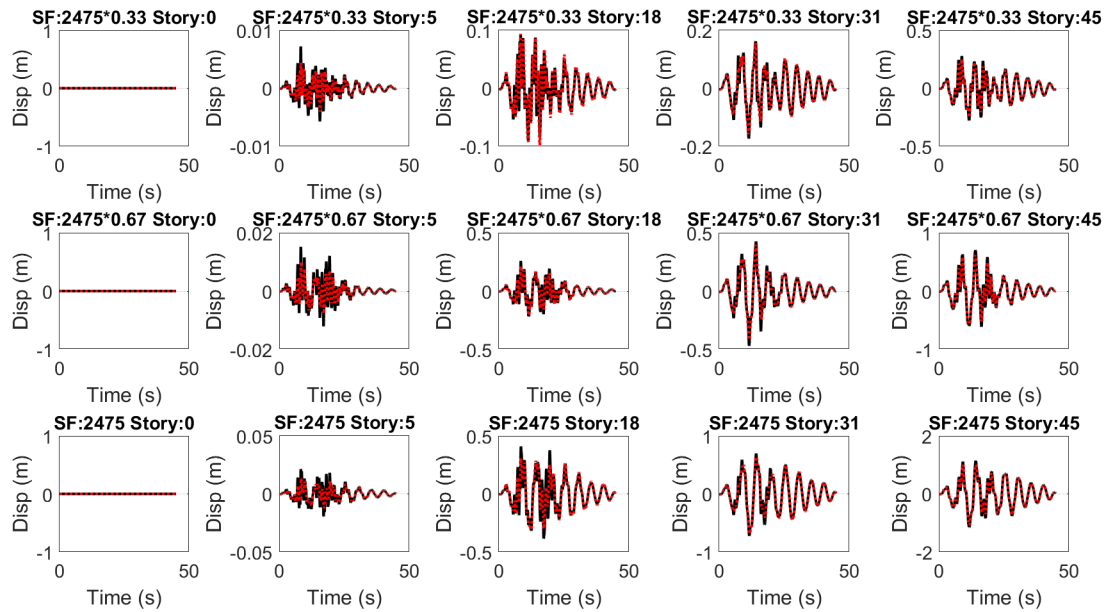 SF:2475*0.33 Story:0
SF:2475*0.33 Story:5
SF:2475*0.33 Story:18
SF:2475*0.33 Story:31
SF:2475*0.33 Story:45
1
0
-1
Disp (m)
0
50
Time (s)
0.01
0
-0.01
Disp (m)
0
50
Time (s)
0.1
0
-0.1
Disp (m)
0
50
Time (s)
0.2
0
-0.2
Disp (m)
0
50
Time (s)
0.5
0
-0.5
Disp (m)
0
50
Time (s)
SF:2475*0.67 Story:0
SF:2475*0.67 Story:5
SF:2475*0.67 Story:18
SF:2475*0.67 Story:31
SF:2475*0.67 Story:45
1
0
-1
Disp (m)
0
50
Time (s)
0.02
0
-0.02
Disp (m)
0
50
Time (s)
0.5
0
-0.5
Disp (m)
0
50
Time (s)
0.5
0
-0.5
Disp (m)
0
50
Time (s)
1
0
-1
Disp (m)
0
50
Time (s)
SF:2475 Story:0
SF:2475 Story:5
SF:2475 Story:18
SF:2475 Story:31
SF:2475 Story:45
1
0
-1
Disp (m)
0
50
Time (s)
0.05
0
-0.05
Disp (m)
0
50
Time (s)
0.5
0
-0.5
Disp (m)
0
50
Time (s)
1
0
-1
Disp (m)
0
50
Time (s)
2
0
-2
Disp (m)
0
50
Time (s)